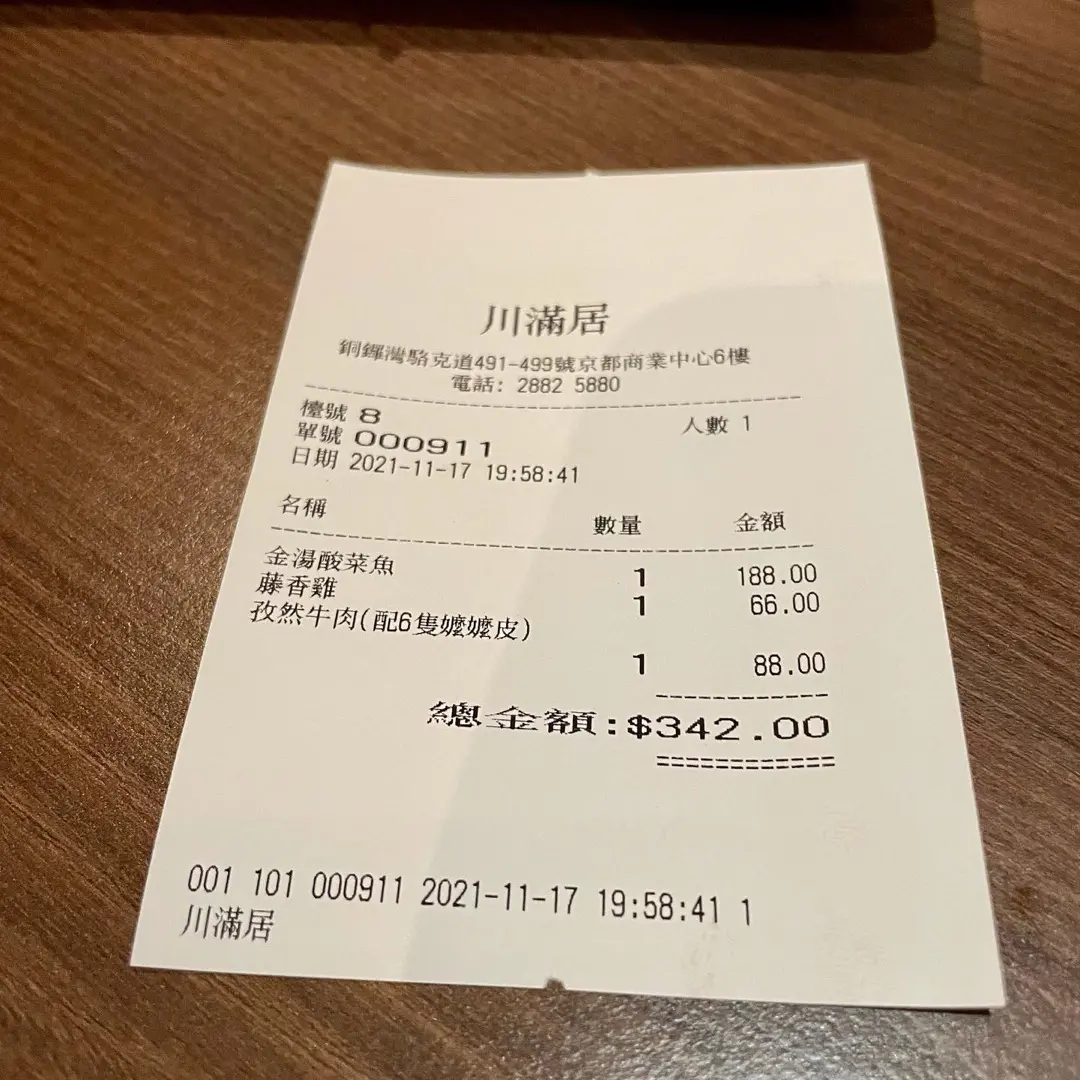 川滿居
銅鑼灣駱克道491-499號京都商業中心6樓
電話: 2882 5880
檯號 8 人數 1
單號 000911
日期 2021-11-17 19:58:41
名稱 數量 金額
金湯酸菜魚 1 188.00
藤香雞 1 66.00
孜然牛肉(配6隻嬤嬤皮)
1 88.00
總金額:$342.00
001 101 000911 2021-11-17 19:58:41 1
川滿居